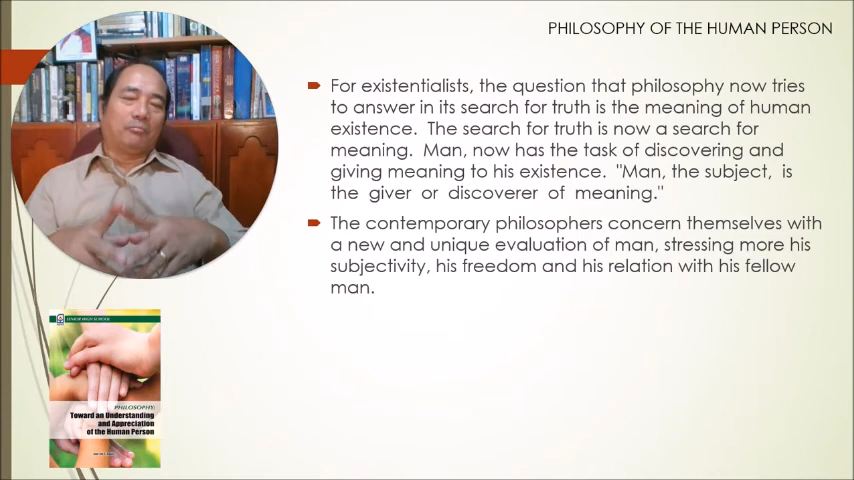 PHILOSOPHY OF THE HUMAN PERSON
For existentialists, the question that philosophy now tries
to answer in its search for truth is the meaning of human
existence.  The search for truth is now a search for
meaning.  Man, now has the task of discovering and
giving meaning to his existence.  "Man, the subject,  is
the  giver  or  discoverer  of  meaning."
The contemporary philosophers concern themselves with
a new and unique evaluation of man, stressing more his
subjectivity, his freedom and his relation with his fellow
man.
SENIOR HIGH SCHOOL
PHILOSOPHY:
Toward an Understanding
and Appreciation
of the Human Person